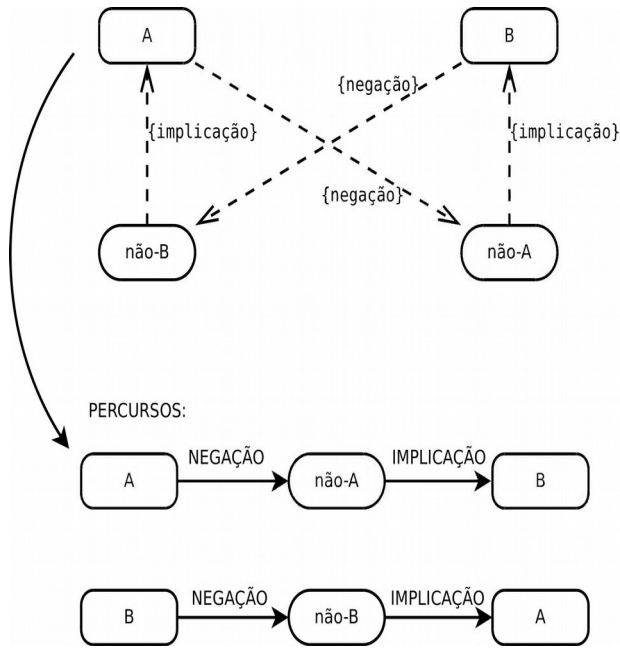 A
B
{negação}
{implicação}
{implicação}
{negação}
não-B
não-A
PERCURSOS:
NEGAÇÃO
IMPLICAÇÃO
A
não-A
B
NEGAÇÃO
IMPLICAÇÃO
B
não-B
A